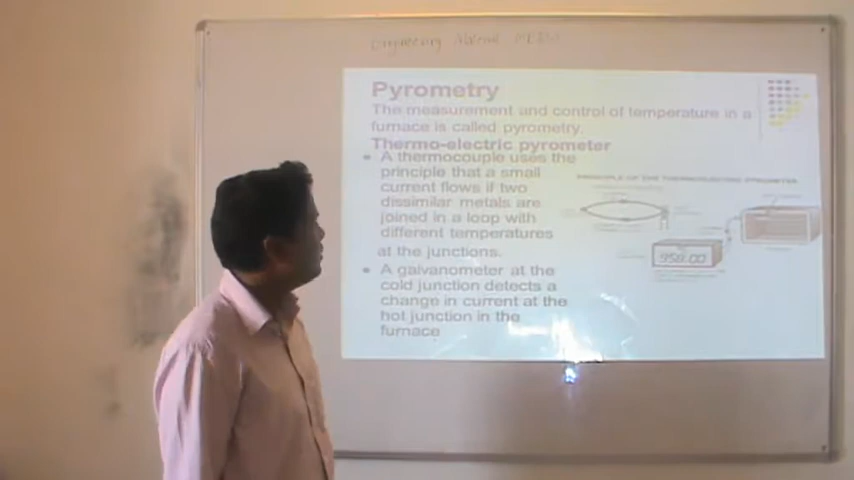 Pyrometry
The measurement and control of temperature in a
furnace is called pyrometry.
Thermo-electric pyrometer
A thermocouple uses the
principle that a small
current flows if two
dissimilar metals are
joined in a loop with
different temperatures
at the junctions.
A galvanometer at the
cold junction detects a
change in current at the
hot junction in the
furnace
PRINCIPLE OF THE THERMOELECTRIC PYROMETER
958.00